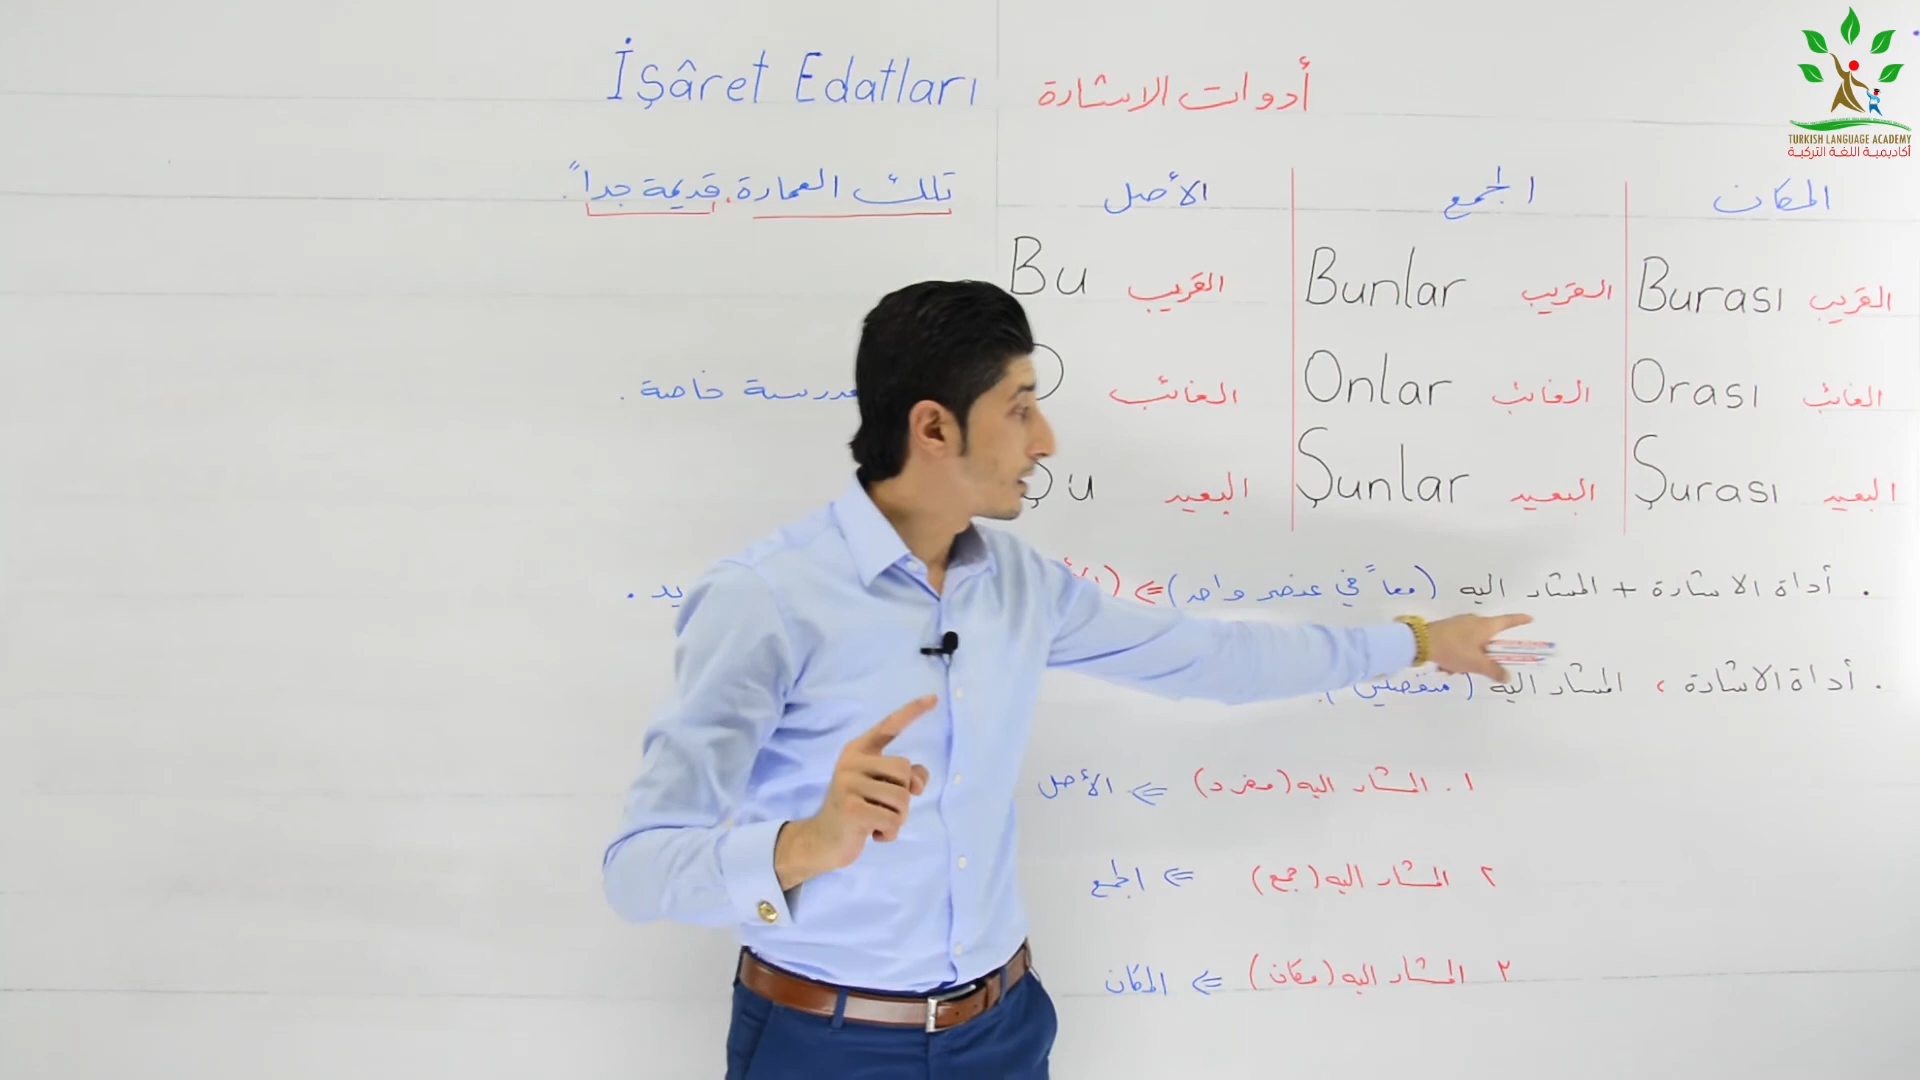 İşâret Edatları أدوات الاشارة
TURKISH LANGUAGE ACADEMY
أكاديمية اللغة التركية
المكان الجمع الأصل
تلك العمارة، قديمة جداً.
Bu القريب Bunlar القريب Burası القريب
O الغائب Onlar الغائب Orası الغائب
مدرسة خاصة.
Şu البعيد Şunlar البعيد Şurası البعيد
. أداة الاشارة + المشار اليه (معاً في عنصر واحد) ⇐
. أداة الاشارة ، المشار اليه (منفصلين).
١. المشار اليه (مفرد) ⇐ الأصل
٢ المشار اليه (جمع) ⇐ الجمع
٣ المشار اليه (مكان) ⇐ المكان